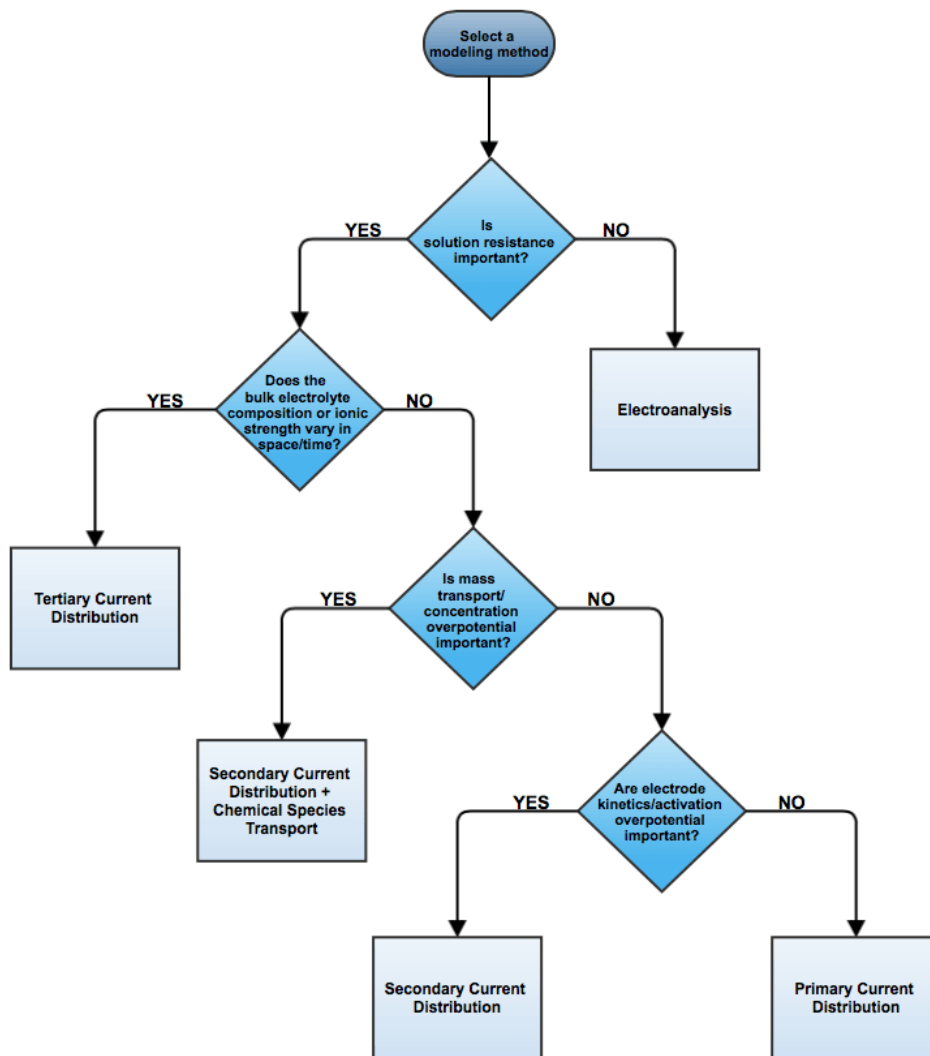 Select a
modeling method
YES
Is
solution resistance
important?
NO
YES
Does the
bulk electrolyte
composition or ionic
strength vary in
space/time?
NO
Electroanalysis
Tertiary Current
Distribution
YES
Is mass
transport/
concentration
overpotential
important?
NO
Secondary Current
Distribution +
Chemical Species
Transport
YES
Are electrode
kinetics/activation
overpotential
important?
NO
Secondary Current
Distribution
Primary Current
Distribution